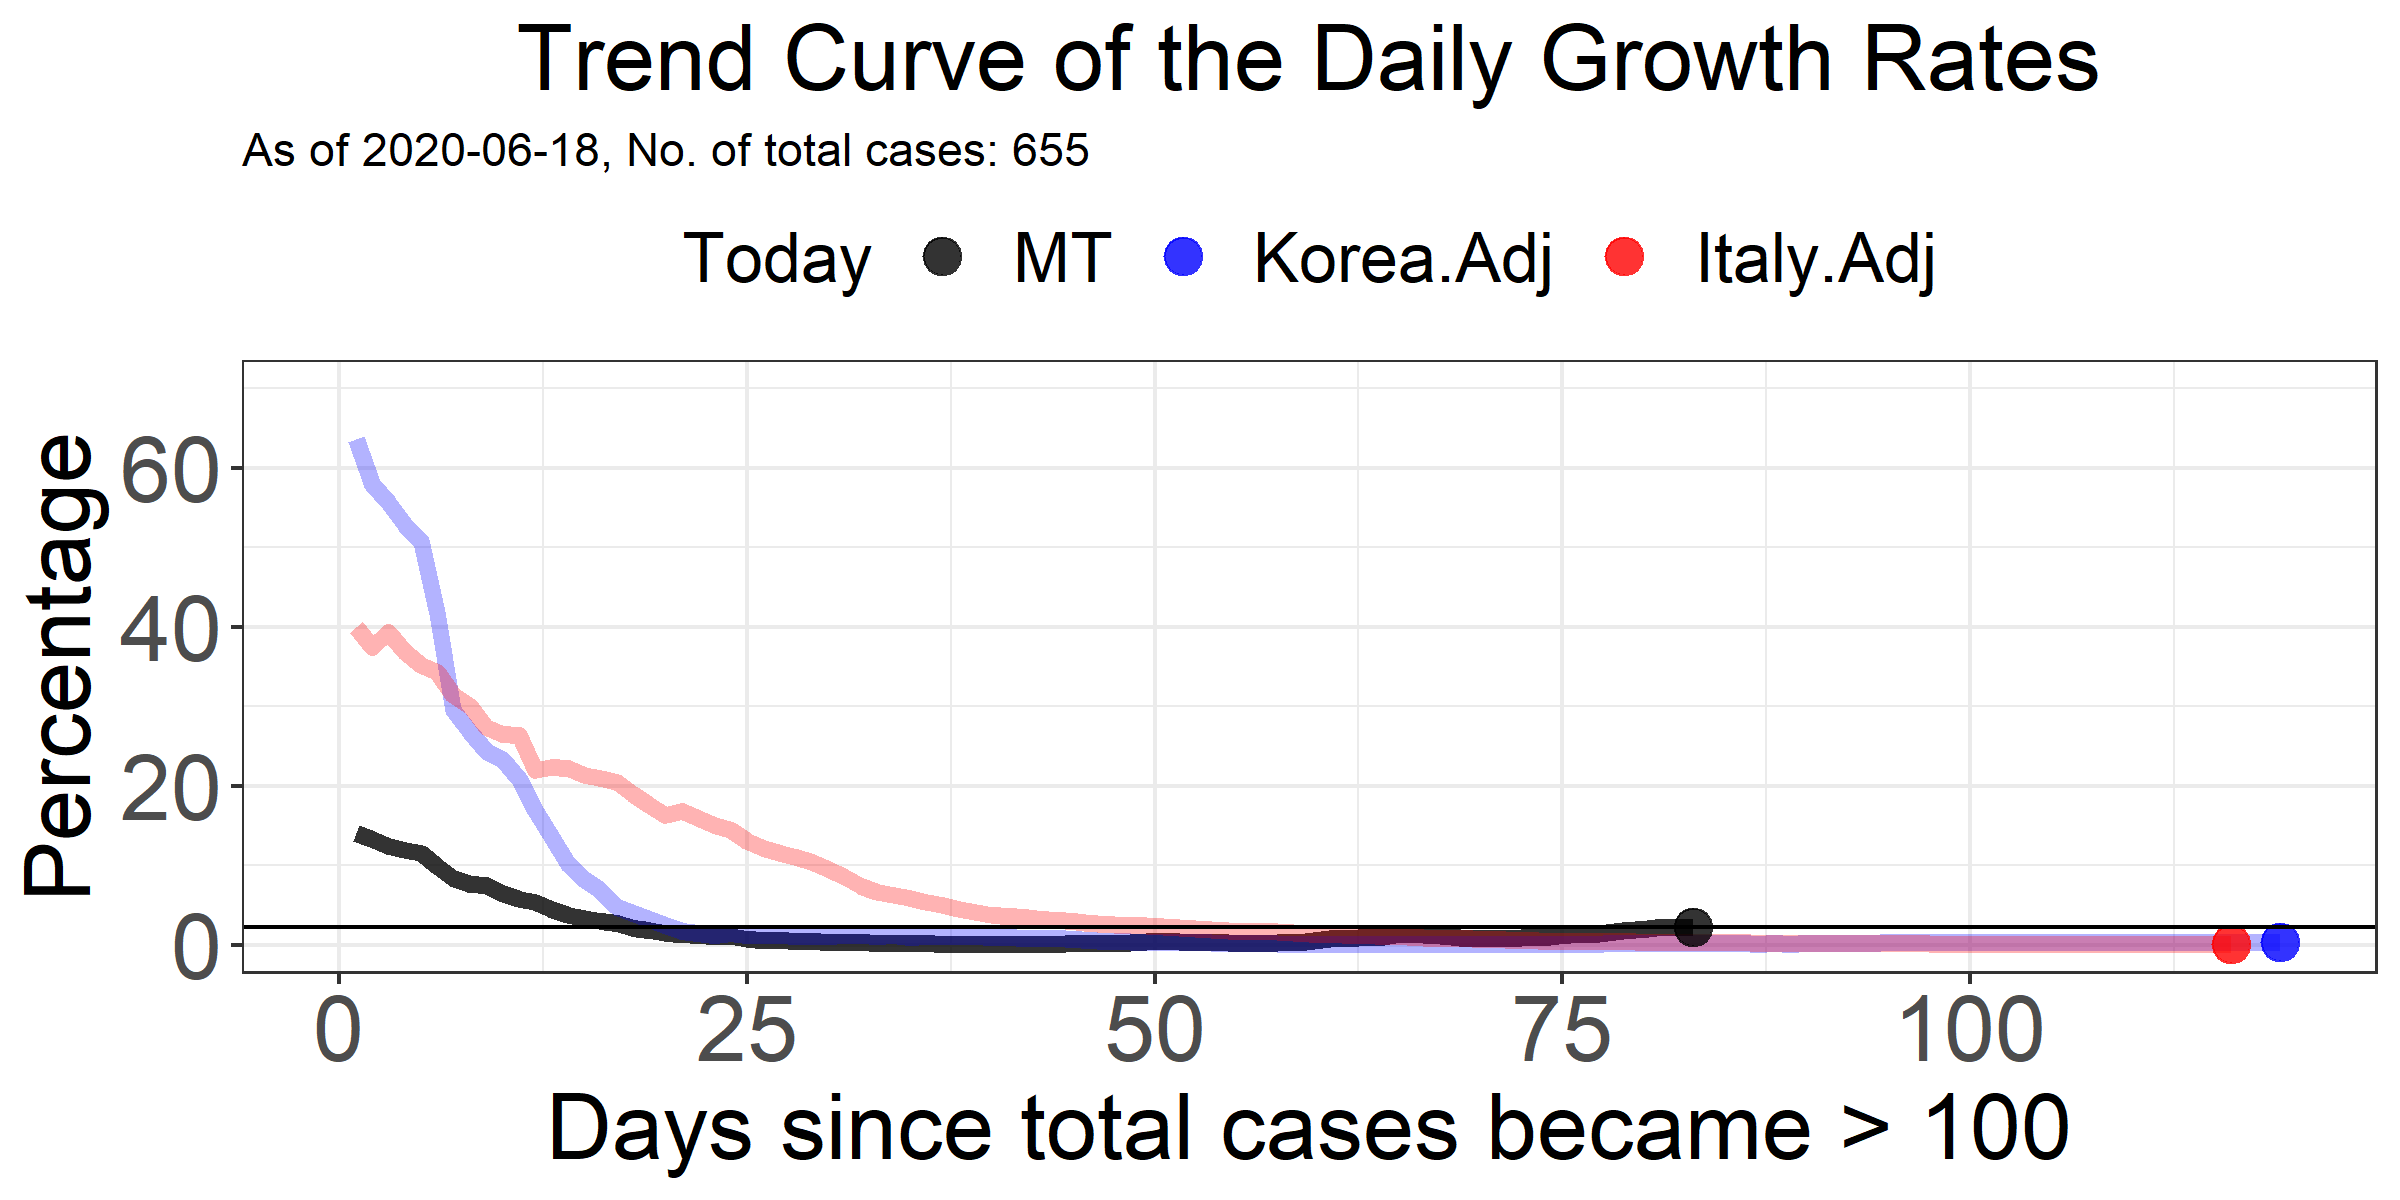 Trend Curve of the Daily Growth Rates
As of 2020-06-18, No. of total cases: 655
Today MT Korea.Adj Italy.Adj
Percentage
60
40
20
0
0 25 50 75 100
Days since total cases became > 100